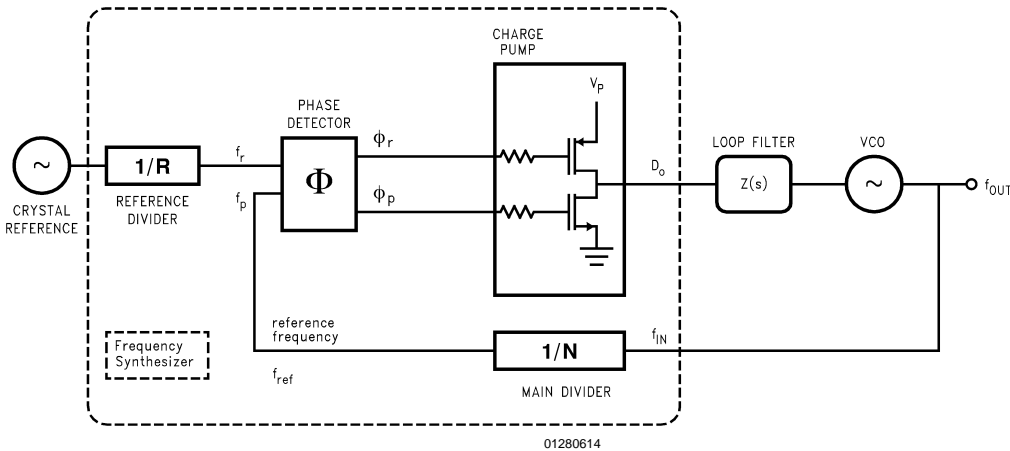 CHARGE
PUMP
V_P
PHASE
DETECTOR
~
CRYSTAL
REFERENCE
1/R
REFERENCE
DIVIDER
f_r
f_p
Φ
ϕ_r
ϕ_p
D_o
LOOP FILTER
Z(s)
VCO
~
f_OUT
reference
frequency
f_ref
1/N
MAIN DIVIDER
f_IN
Frequency
Synthesizer
01280614